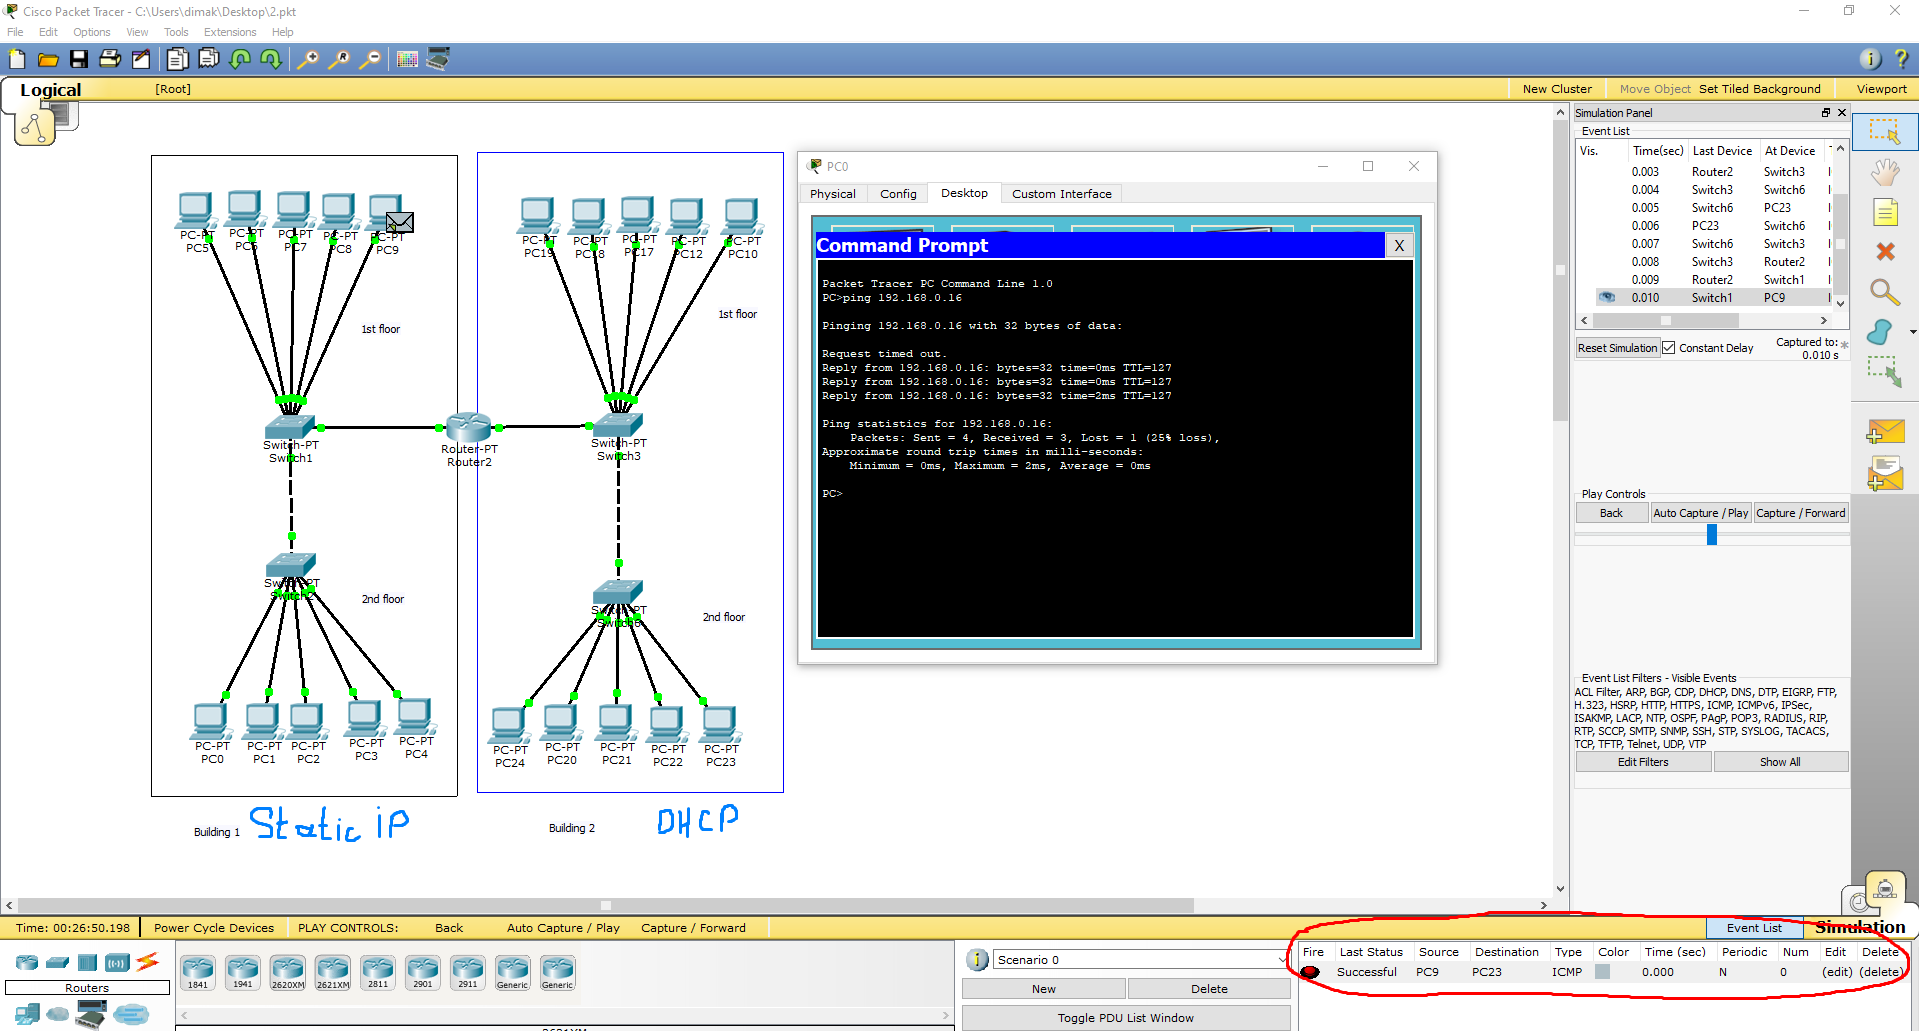 Cisco Packet Tracer - C:\Users\dimak\Desktop\2.pkt
File Edit Options View Tools Extensions Help
Logical [Root] New Cluster Move Object Set Tiled Background Viewport
PC-PT PC5
PC-PT PC6
PC-PT PC7
PC-PT PC8
PC-PT PC9
1st floor
PC-PT PC19
PC-PT PC18
PC-PT PC17
PC-PT PC12
PC-PT PC10
1st floor
Switch-PT
Switch1
Router-PT
Router2
Switch-PT
Switch3
Switch-PT
Switch2
2nd floor
Switch-PT
Switch6
2nd floor
PC-PT PC0
PC-PT PC1
PC-PT PC2
PC-PT PC3
PC-PT PC4
PC-PT PC24
PC-PT PC20
PC-PT PC21
PC-PT PC22
PC-PT PC23
Building 1 Static iP
Building 2 DHCP
PC0
Physical Config Desktop Custom Interface
Command Prompt X
Packet Tracer PC Command Line 1.0
PC>ping 192.168.0.16
Pinging 192.168.0.16 with 32 bytes of data:
Request timed out.
Reply from 192.168.0.16: bytes=32 time=0ms TTL=127
Reply from 192.168.0.16: bytes=32 time=0ms TTL=127
Reply from 192.168.0.16: bytes=32 time=2ms TTL=127
Ping statistics for 192.168.0.16:
Packets: Sent = 4, Received = 3, Lost = 1 (25% loss),
Approximate round trip times in milli-seconds:
Minimum = 0ms, Maximum = 2ms, Average = 0ms
PC>
Simulation Panel
Event List
Vis. Time(sec) Last Device At Device
0.003 Router2 Switch3
0.004 Switch3 Switch6
0.005 Switch6 PC23
0.006 PC23 Switch6
0.007 Switch6 Switch3
0.008 Switch3 Router2
0.009 Router2 Switch1
0.010 Switch1 PC9
Reset Simulation Constant Delay Captured to: *
0.010 s
Play Controls
Back Auto Capture / Play Capture / Forward
Event List Filters - Visible Events
ACL Filter, ARP, BGP, CDP, DHCP, DNS, DTP, EIGRP, FTP,
H.323, HSRP, HTTP, HTTPS, ICMP, ICMPv6, IPSec,
ISAKMP, LACP, NTP, OSPF, PAgP, POP3, RADIUS, RIP,
RTP, SCCP, SMTP, SNMP, SSH, STP, SYSLOG, TACACS,
TCP, TFTP, Telnet, UDP, VTP
Edit Filters Show All
Time: 00:26:50.198 Power Cycle Devices PLAY CONTROLS: Back Auto Capture / Play Capture / Forward Event List Simulation
Routers
1841 1941 2620XM 2621XM 2811 2901 2911 Generic Generic
2621XM
Scenario 0
New Delete
Toggle PDU List Window
Fire Last Status Source Destination Type Color Time (sec) Periodic Num Edit Delete
Successful PC9 PC23 ICMP 0.000 N 0 (edit) (delete)